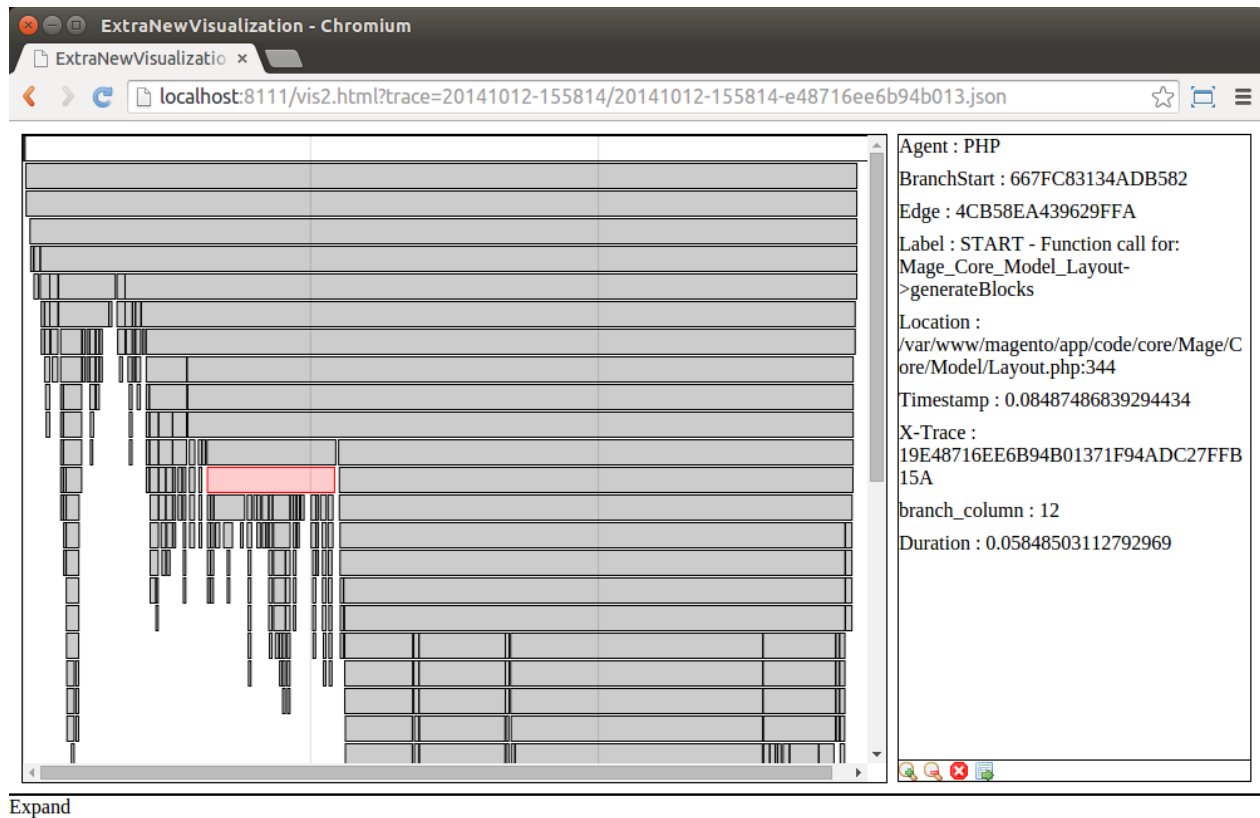 ExtraNewVisualization - Chromium
ExtraNewVisualizatio
localhost:8111/vis2.html?trace=20141012-155814/20141012-155814-e48716ee6b94b013.json
Agent : PHP
BranchStart : 667FC83134ADB582
Edge : 4CB58EA439629FFA
Label : START - Function call for:
Mage_Core_Model_Layout-
>generateBlocks
Location :
/var/www/magento/app/code/core/Mage/C
ore/Model/Layout.php:344
Timestamp : 0.08487486839294434
X-Trace :
19E48716EE6B94B01371F94ADC27FFB
15A
branch_column : 12
Duration : 0.05848503112792969
Expand